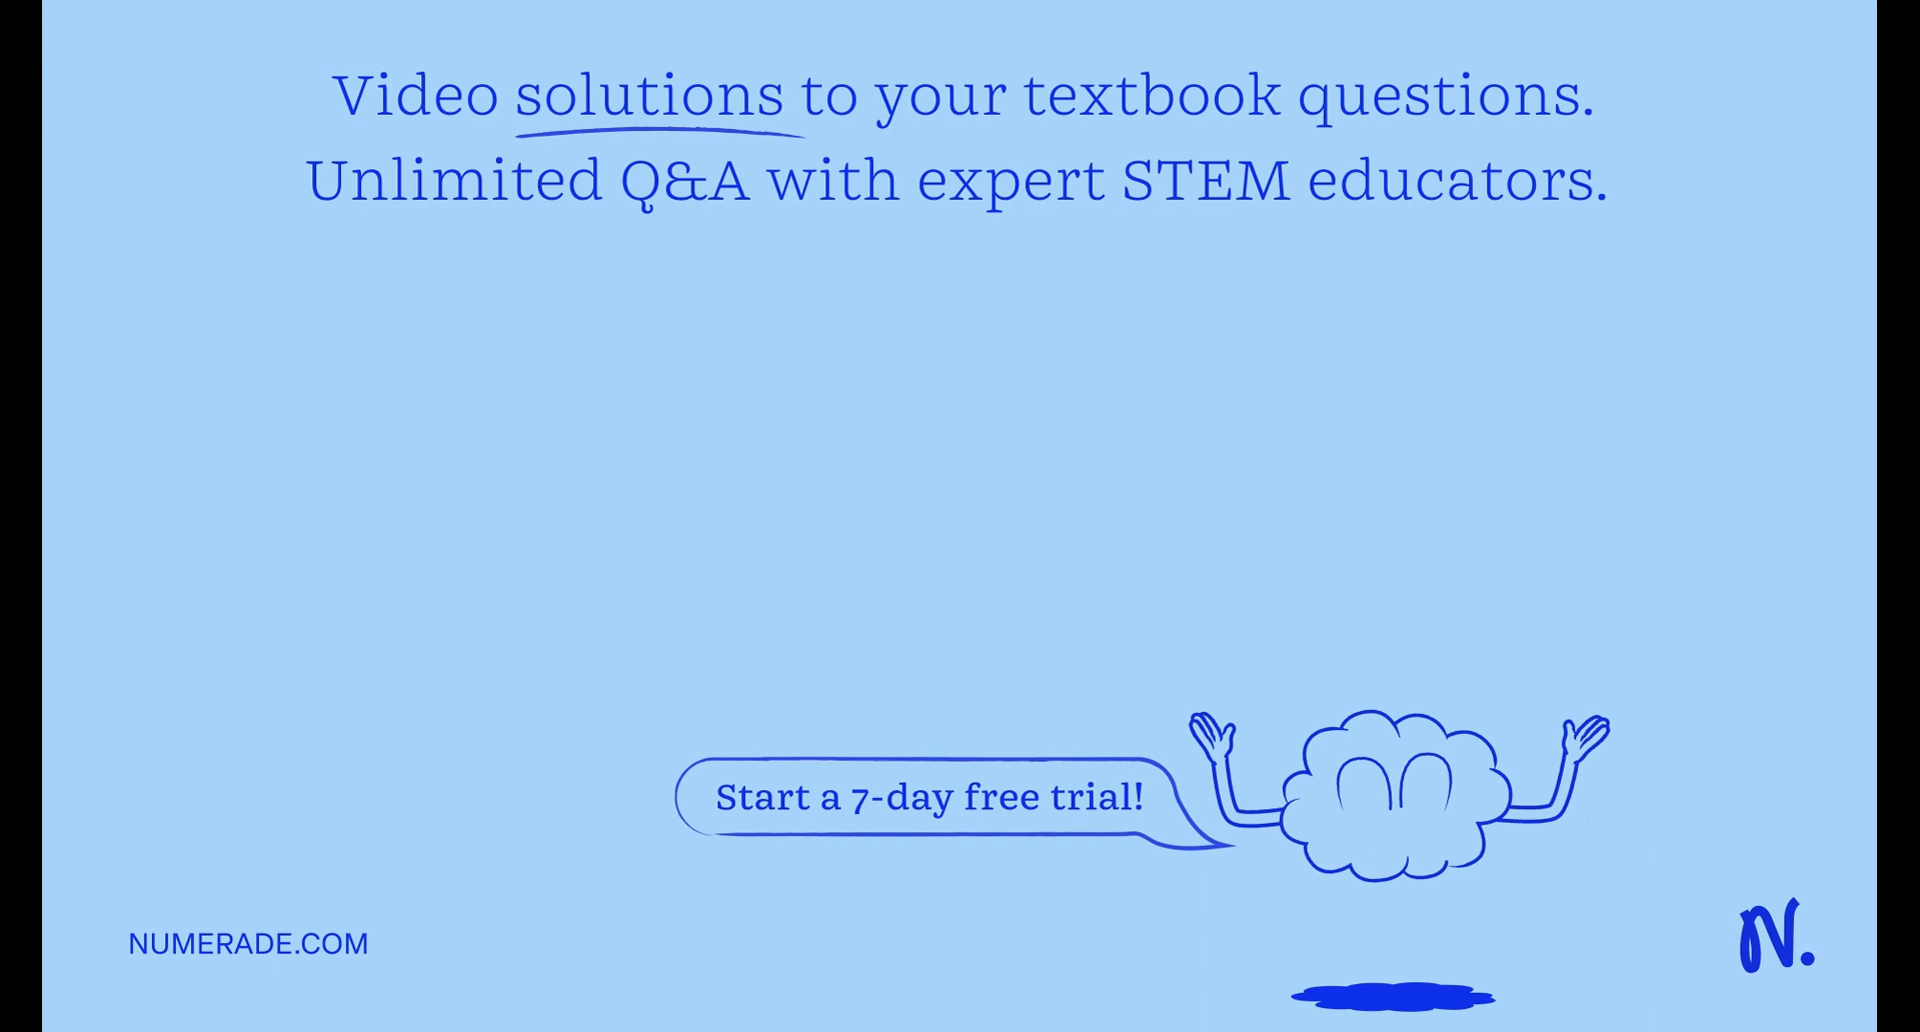 Video solutions to your textbook questions.
Unlimited Q&A with expert STEM educators.
Start a 7-day free trial!
NUMERADE.COM
N.